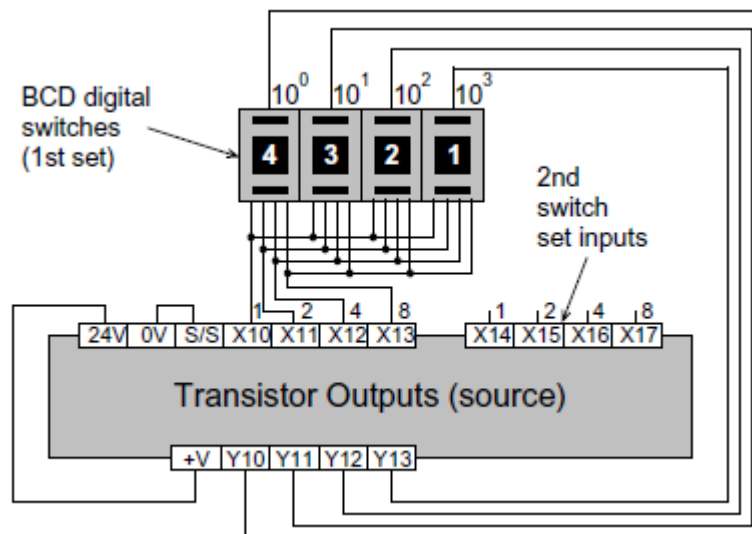 10⁰ 10¹ 10² 10³
BCD digital
switches
(1st set)
4 3 2 1
2nd
switch
set inputs
1 2 4 8 1 2 4 8
24V 0V S/S X10 X11 X12 X13 X14 X15 X16 X17
Transistor Outputs (source)
+V Y10 Y11 Y12 Y13